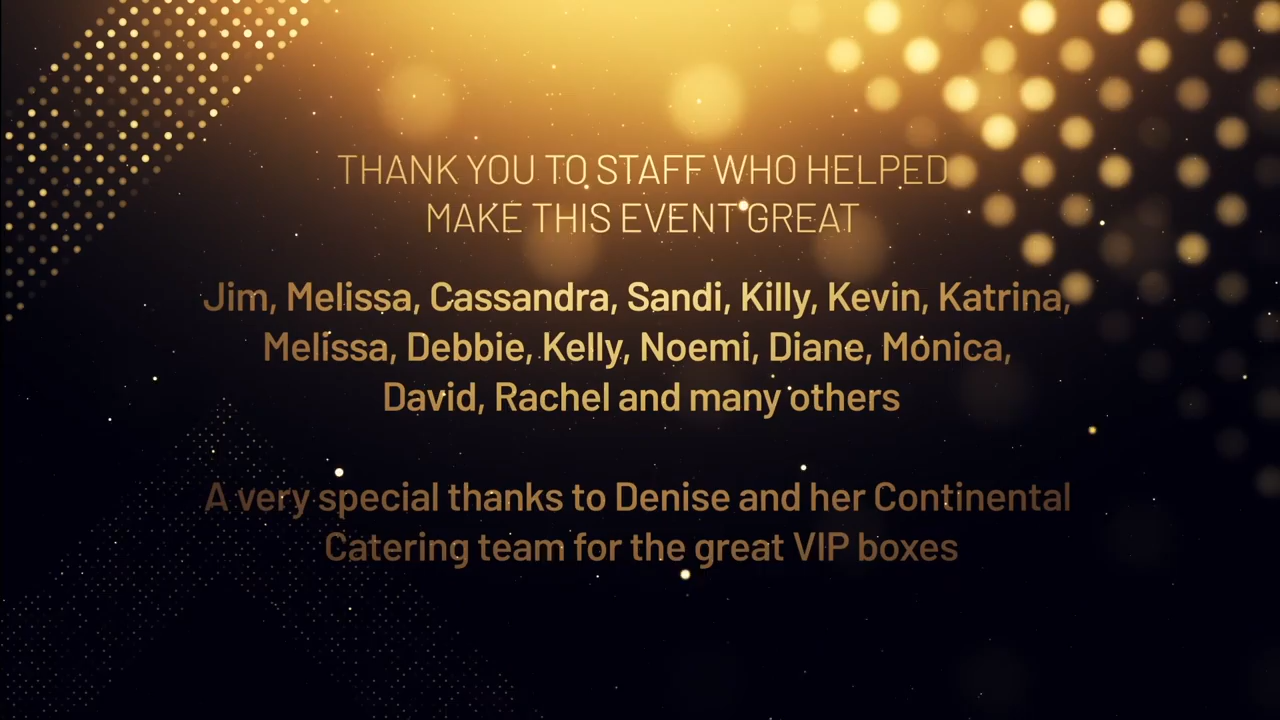 THANK YOU TO STAFF WHO HELPED
MAKE THIS EVENT GREAT
Jim, Melissa, Cassandra, Sandi, Killy, Kevin, Katrina,
Melissa, Debbie, Kelly, Noemi, Diane, Monica,
David, Rachel and many others
A very special thanks to Denise and her Continental
Catering team for the great VIP boxes